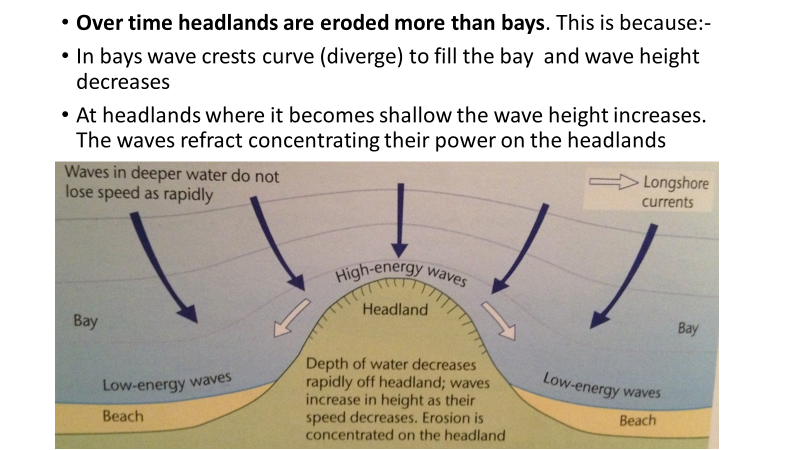 • Over time headlands are eroded more than bays. This is because:-
• In bays wave crests curve (diverge) to fill the bay  and wave height
decreases
• At headlands where it becomes shallow the wave height increases.
The waves refract concentrating their power on the headlands
Waves in deeper water do not
lose speed as rapidly
Longshore
currents
High-energy waves
Headland
Bay
Bay
Depth of water decreases
rapidly off headland; waves
increase in height as their
speed decreases. Erosion is
concentrated on the headland
Low-energy waves
Low-energy waves
Beach
Beach